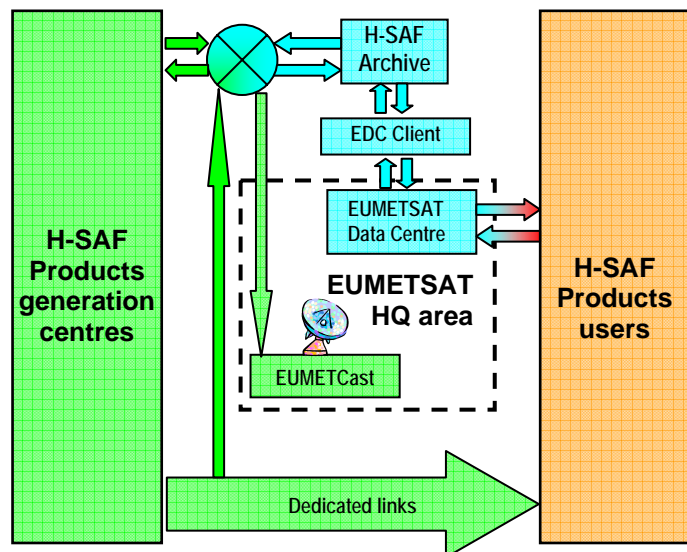 H-SAF
Archive
EDC Client
EUMETSAT
Data Centre
H-SAF
Products
generation
centres
EUMETSAT
HQ area
H-SAF
Products
users
EUMETCast
Dedicated links